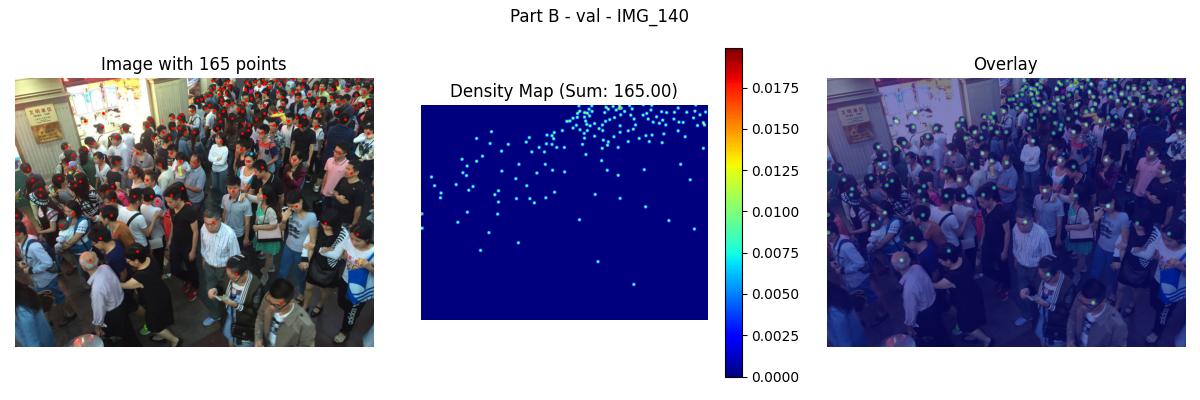 Part B - val - IMG_140
Image with 165 points
Density Map (Sum: 165.00)
Overlay
0.0175
0.0150
0.0125
0.0100
0.0075
0.0050
0.0025
0.0000